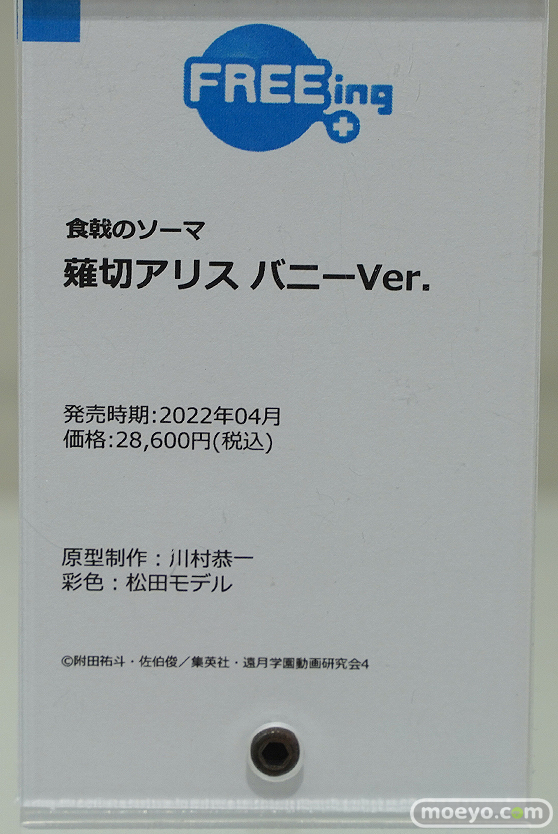 FREEing
食戟のソーマ
薙切アリス バニーVer.
発売時期:2022年04月
価格:28,600円(税込)
原型制作：川村恭一
彩色：松田モデル
©附田祐斗・佐伯俊／集英社・遠月学園動画研究会4
moeyo.com